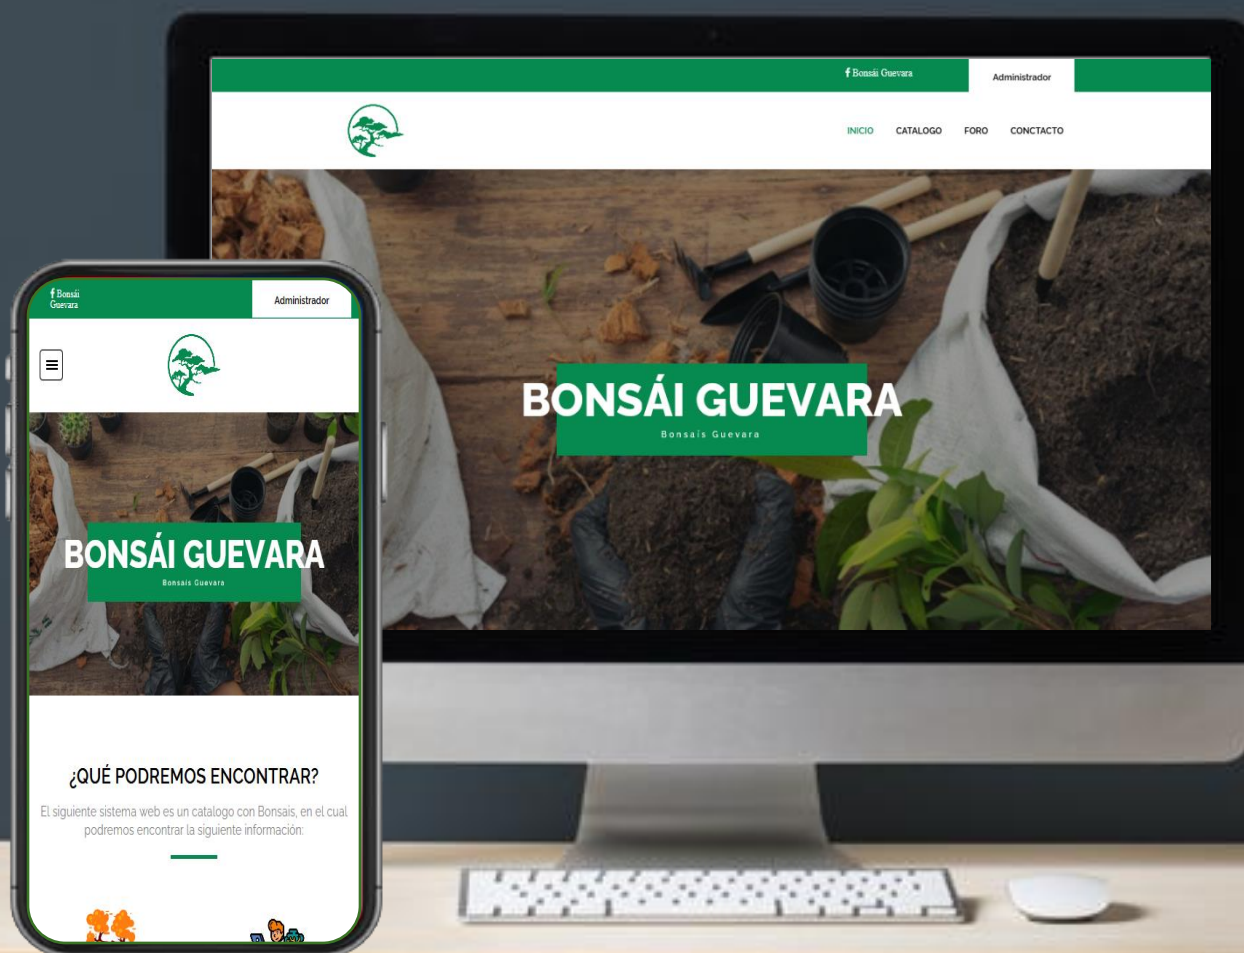 Bonsái Guevara
Administrador
INICIO CATALOGO FORO CONCTACTO
BONSÁI GUEVARA
Bonsaís Guevara
Bonsái
Guevara
Administrador
BONSÁI GUEVARA
Bonsais Guevara
¿QUÉ PODREMOS ENCONTRAR?
El siguiente sistema web es un catalogo con Bonsais, en el cual
podremos encontrar la siguiente información: